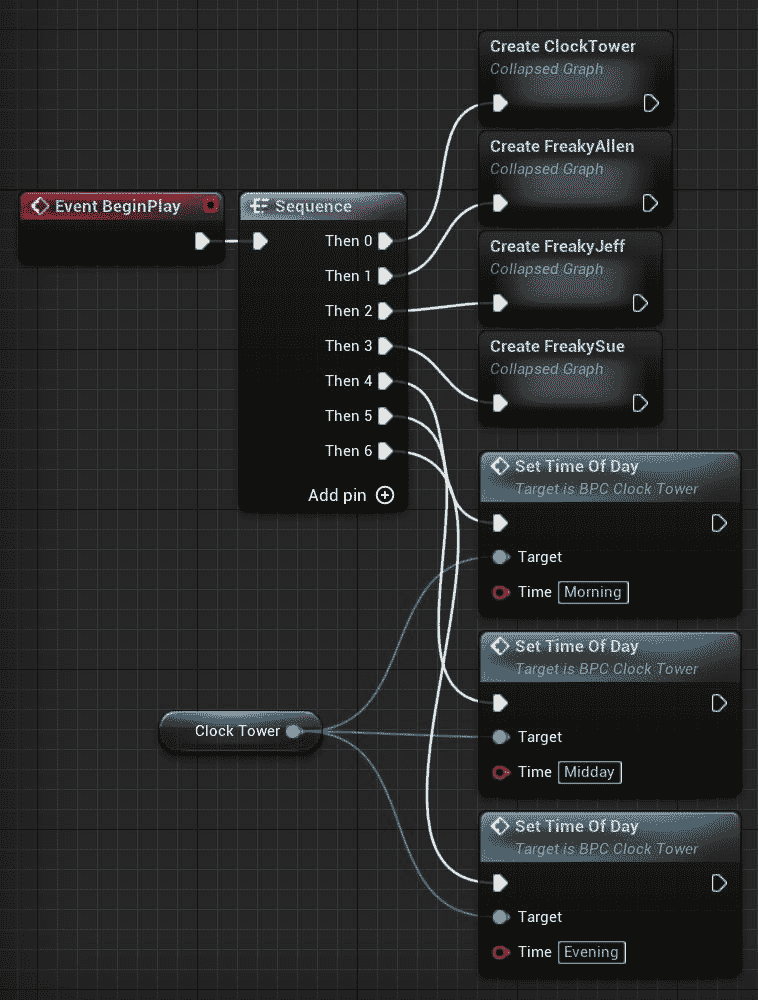 Event BeginPlay
Sequence
Then 0
Then 1
Then 2
Then 3
Then 4
Then 5
Then 6
Add pin
Clock Tower
Create ClockTower
Collapsed Graph
Create FreakyAllen
Collapsed Graph
Create FreakyJeff
Collapsed Graph
Create FreakySue
Collapsed Graph
Set Time Of Day
Target is BPC Clock Tower
Target
Time Morning
Set Time Of Day
Target is BPC Clock Tower
Target
Time Midday
Set Time Of Day
Target is BPC Clock Tower
Target
Time Evening